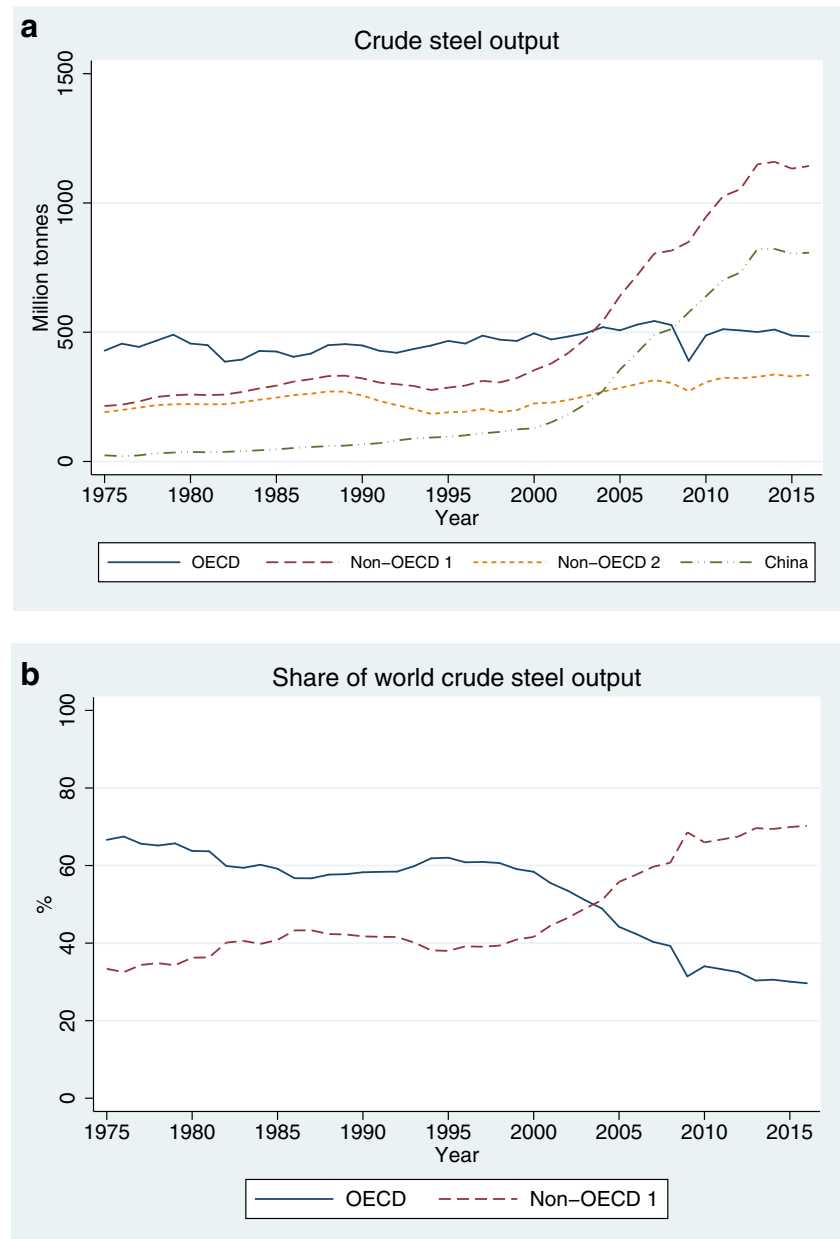 a
Crude steel output
1500
1000
500
0
Million tonnes
1975 1980 1985 1990 1995 2000 2005 2010 2015
Year
OECD Non−OECD 1 Non−OECD 2 China
b
Share of world crude steel output
100
80
60
40
20
0
%
1975 1980 1985 1990 1995 2000 2005 2010 2015
Year
OECD Non−OECD 1